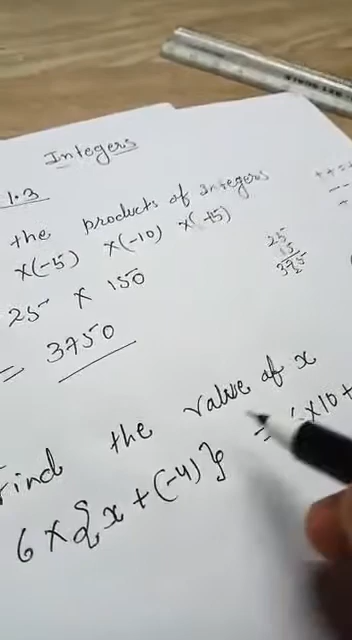 Integers
1.3
the products of integers
x(-5) x(-10) x(-15)
25 x 150
= 3750
25
15
375
find the value of x
6 x {x + (-4)} = 6x10 +